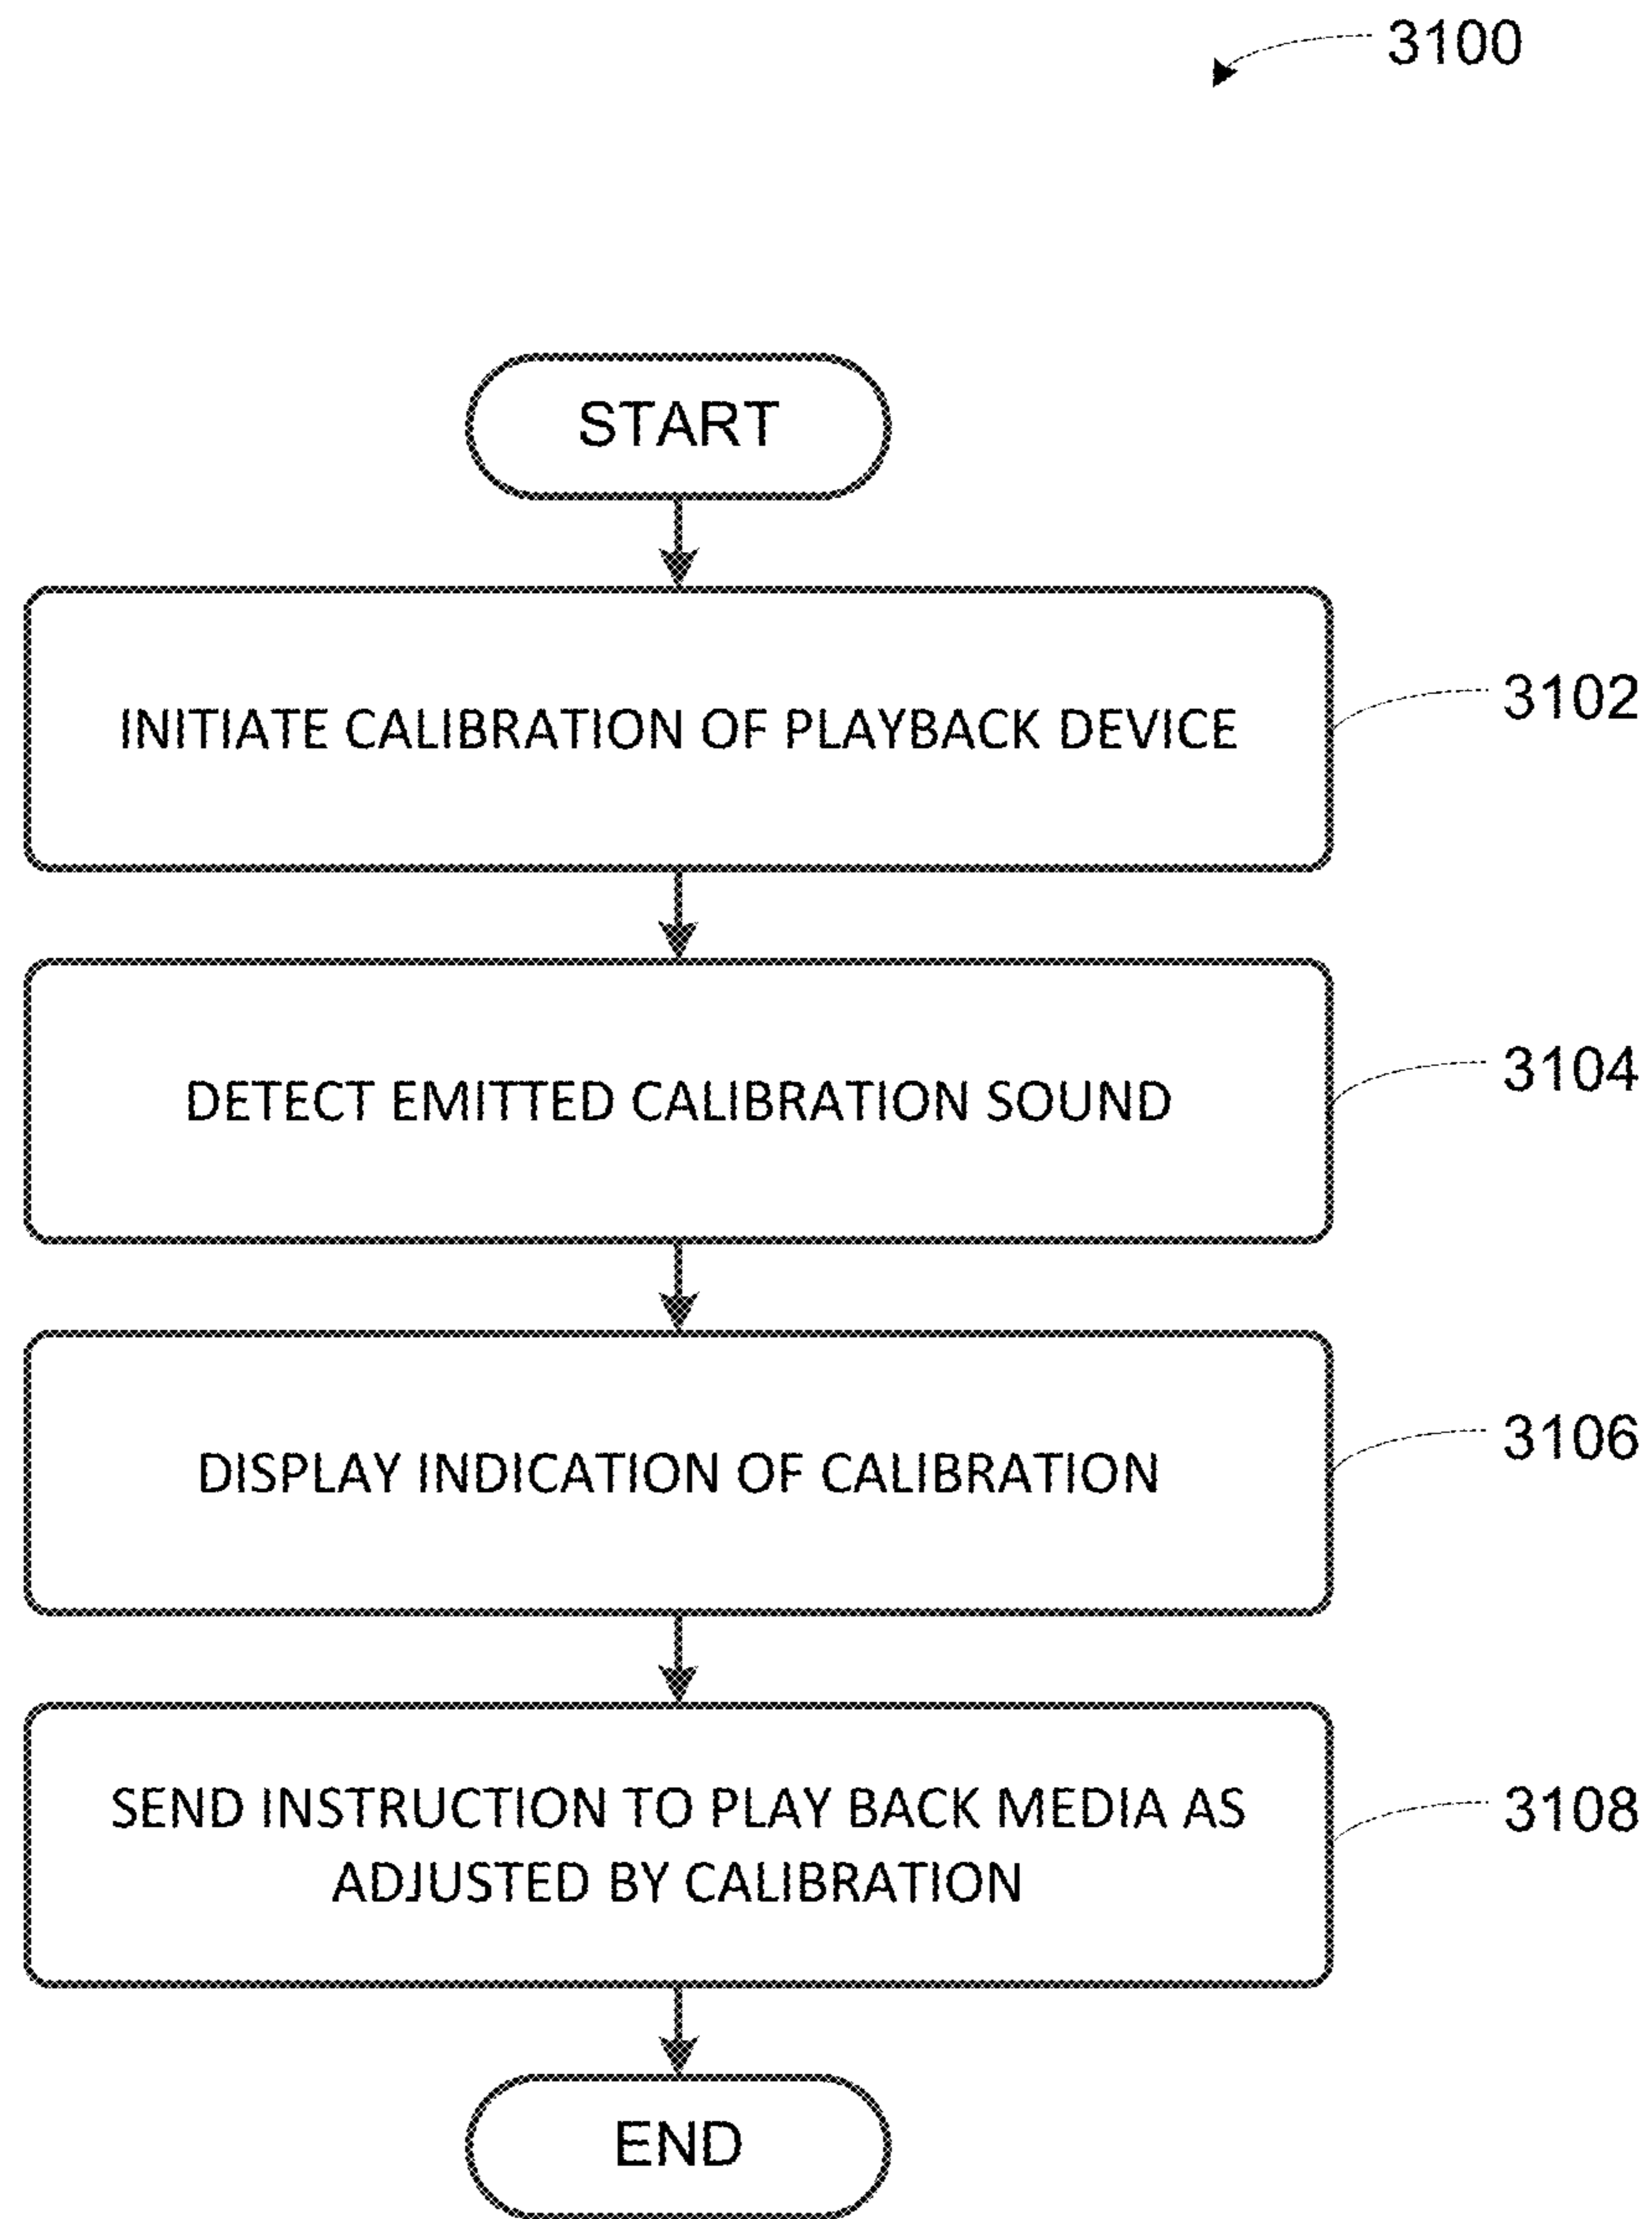 3100
START
INITIATE CALIBRATION OF PLAYBACK DEVICE
3102
DETECT EMITTED CALIBRATION SOUND
3104
DISPLAY INDICATION OF CALIBRATION
3106
SEND INSTRUCTION TO PLAY BACK MEDIA AS
ADJUSTED BY CALIBRATION
3108
END